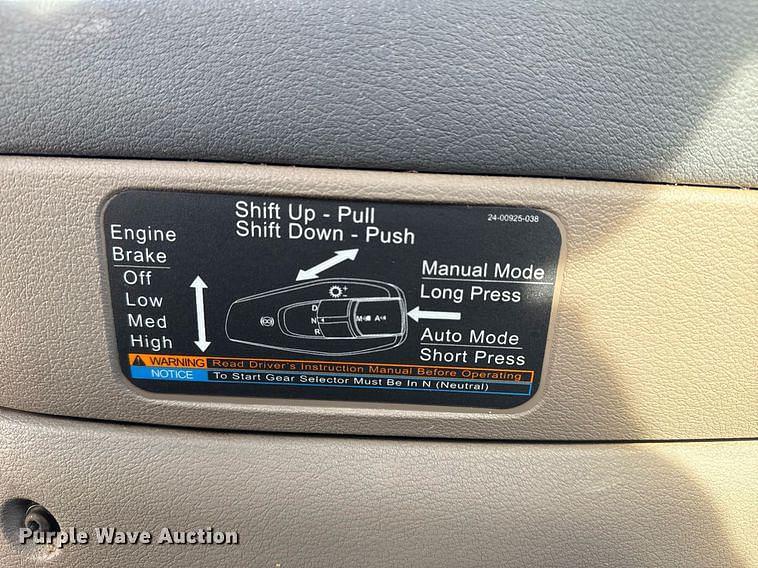 Shift Up - Pull
Shift Down - Push
24-00925-038
Engine
Brake
Off
Low
Med
High
D
N
R
M
A
+
-
Manual Mode
Long Press
Auto Mode
Short Press
WARNING Read Driver's Instruction Manual Before Operating
NOTICE To Start Gear Selector Must Be In N (Neutral)
Purple Wave Auction